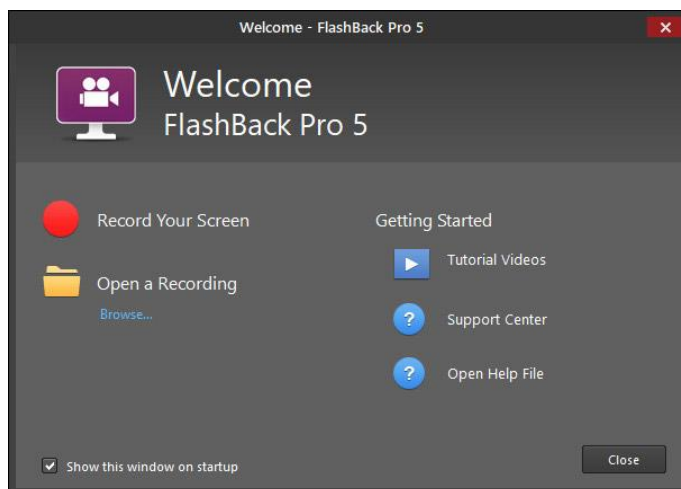 Welcome - FlashBack Pro 5
Welcome
FlashBack Pro 5
Record Your Screen
Open a Recording
Browse...
Getting Started
Tutorial Videos
? Support Center
? Open Help File
Show this window on startup
Close